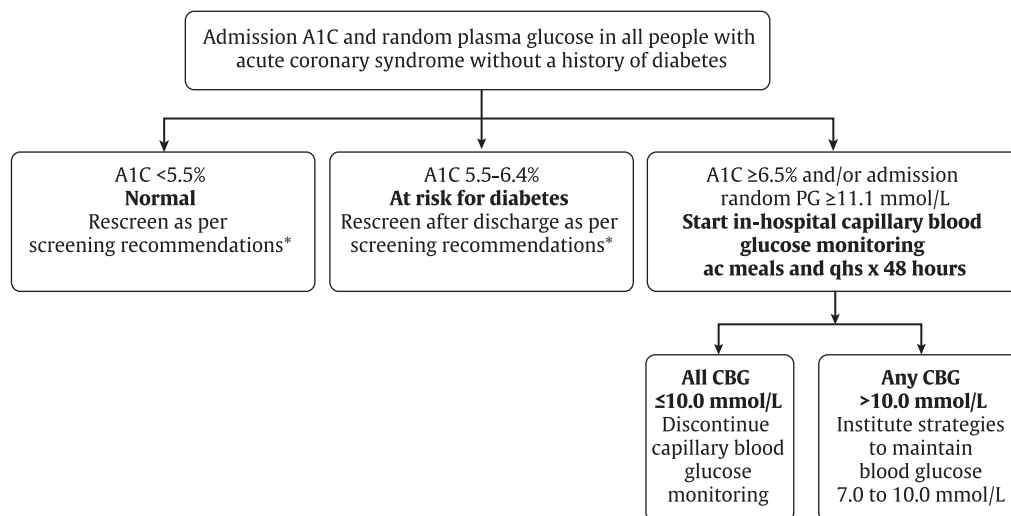 Admission A1C and random plasma glucose in all people with
acute coronary syndrome without a history of diabetes
A1C <5.5%
Normal
Rescreen as per
screening recommendations*
A1C 5.5-6.4%
At risk for diabetes
Rescreen after discharge as per
screening recommendations*
A1C ≥6.5% and/or admission
random PG ≥11.1 mmol/L
Start in-hospital capillary blood
glucose monitoring
ac meals and qhs x 48 hours
All CBG
≤10.0 mmol/L
Discontinue
capillary blood
glucose
monitoring
Any CBG
>10.0 mmol/L
Institute strategies
to maintain
blood glucose
7.0 to 10.0 mmol/L